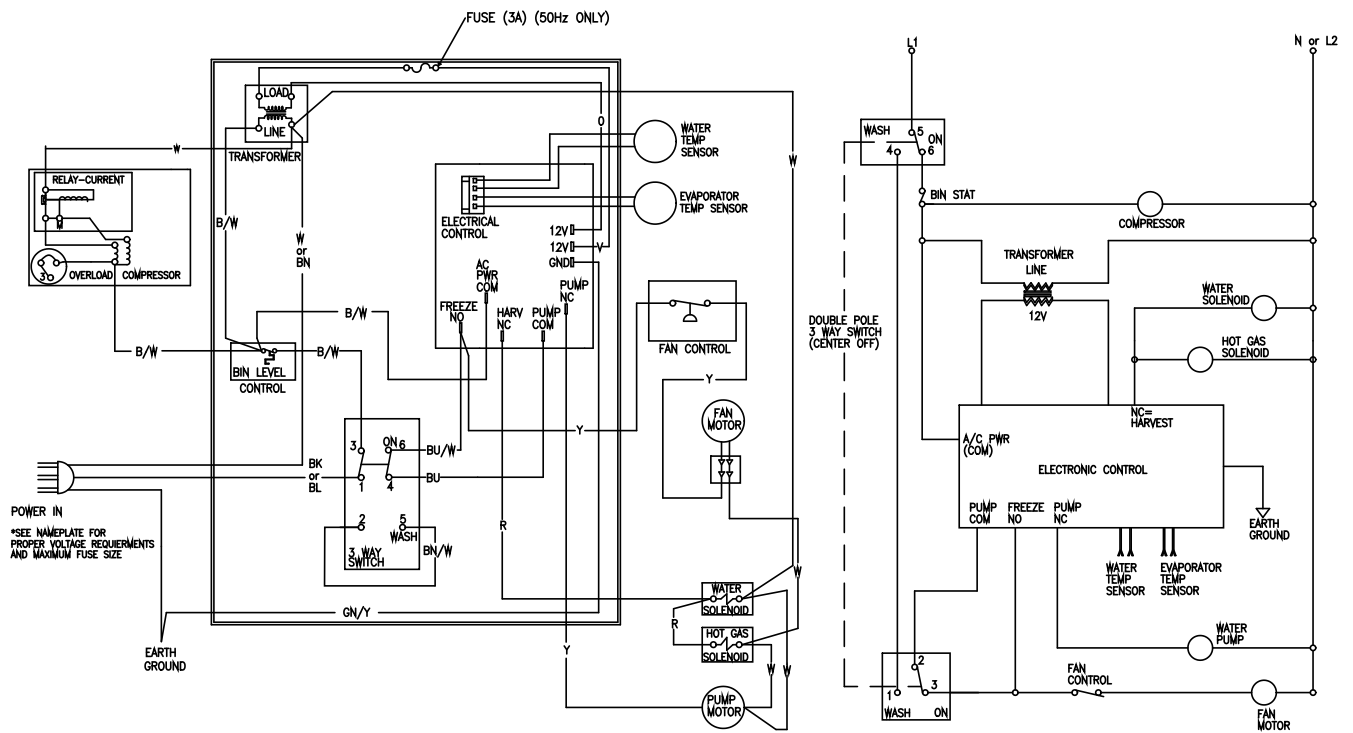 FUSE (3A) (50Hz ONLY)
LOAD
LINE
TRANSFORMER
W
RELAY-CURRENT
M
3
OVERLOAD COMPRESSOR
B/W
W
or
BN
O
WATER
TEMP
SENSOR
EVAPORATOR
TEMP SENSOR
ELECTRICAL
CONTROL
12V
12V
V
GND
AC
PWR
COM
PUMP
NC
FREEZE
NO
HARV
NC
PUMP
COM
W
B/W
B/W
B/W
BIN LEVEL
CONTROL
FAN CONTROL
Y
FAN
MOTOR
Y
3
ON 6
1
4
BU/W
BU
BK
or
BL
2
5
WASH
3 WAY
SWITCH
BN/W
R
POWER IN
*SEE NAMEPLATE FOR
PROPER VOLTAGE REQUIERMENTS
AND MAXIMUM FUSE SIZE
GN/Y
EARTH
GROUND
W
WATER
SOLENOID
R
HOT GAS
SOLENOID
Y
W
W
PUMP
MOTOR
L1
N or L2
WASH
5
ON
4
6
BIN STAT
COMPRESSOR
TRANSFORMER
LINE
12V
WATER
SOLENOID
HOT GAS
SOLENOID
DOUBLE POLE
3 WAY SWITCH
(CENTER OFF)
NC=
HARVEST
A/C PWR
(COM)
ELECTRONIC CONTROL
PUMP
COM
FREEZE
NO
PUMP
NC
EARTH
GROUND
WATER
TEMP
SENSOR
EVAPORATOR
TEMP
SENSOR
WATER
PUMP
2
1
3
WASH
ON
FAN
CONTROL
FAN
MOTOR